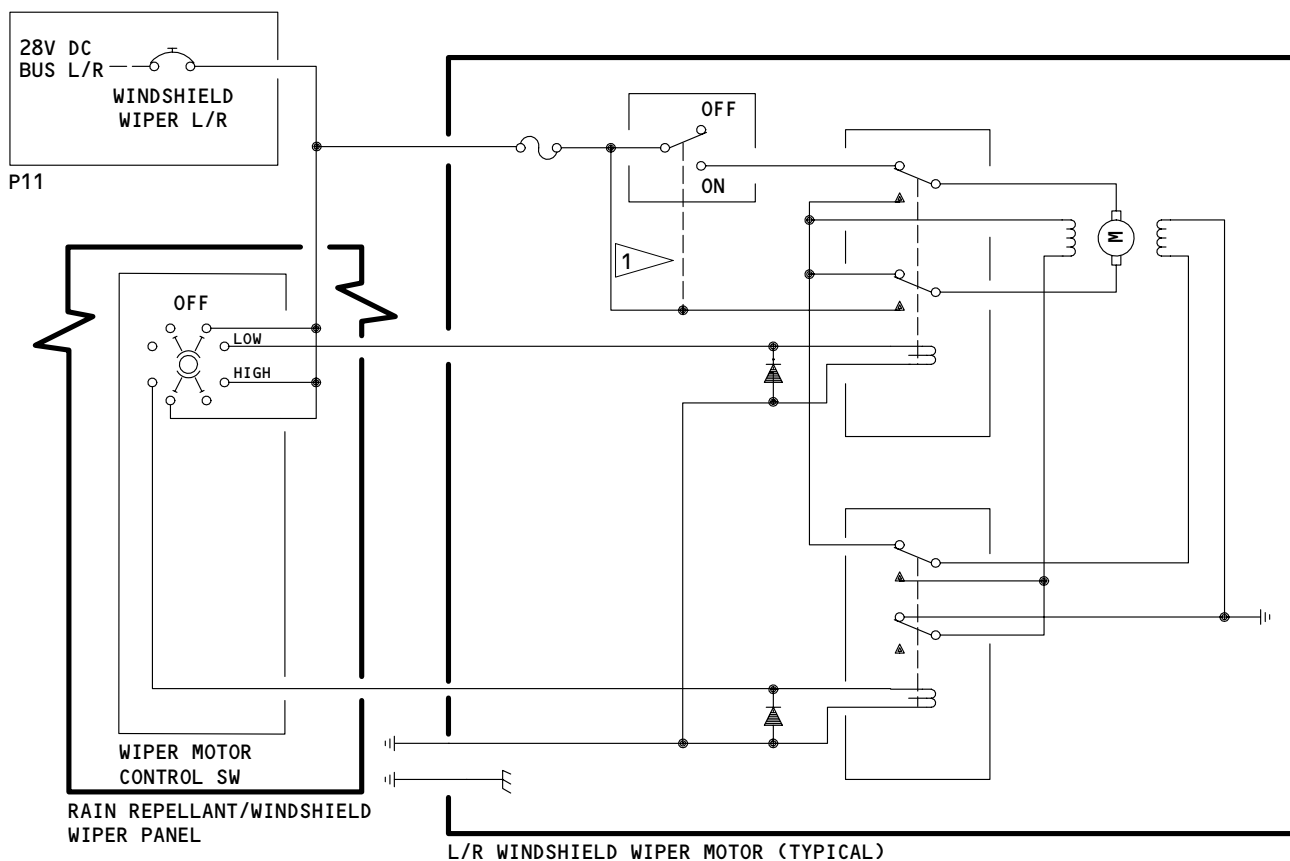 28V DC
BUS L/R
WINDSHIELD
WIPER L/R
P11
OFF
ON
1
M
OFF
LOW
HIGH
WIPER MOTOR
CONTROL SW
RAIN REPELLANT/WINDSHIELD
WIPER PANEL
L/R WINDSHIELD WIPER MOTOR (TYPICAL)